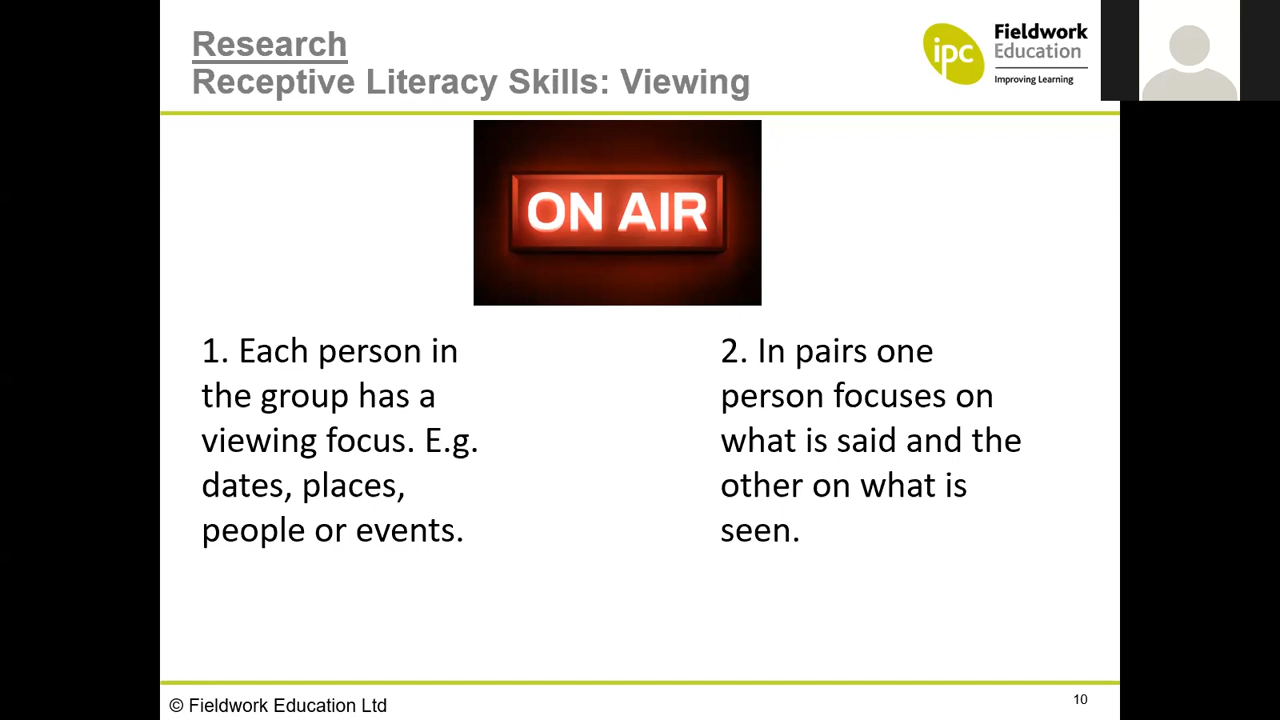 Research
Receptive Literacy Skills: Viewing
ipc
Fieldwork
Education
Improving Learning
ON AIR
1. Each person in
the group has a
viewing focus. E.g.
dates, places,
people or events.
2. In pairs one
person focuses on
what is said and the
other on what is
seen.
© Fieldwork Education Ltd
10